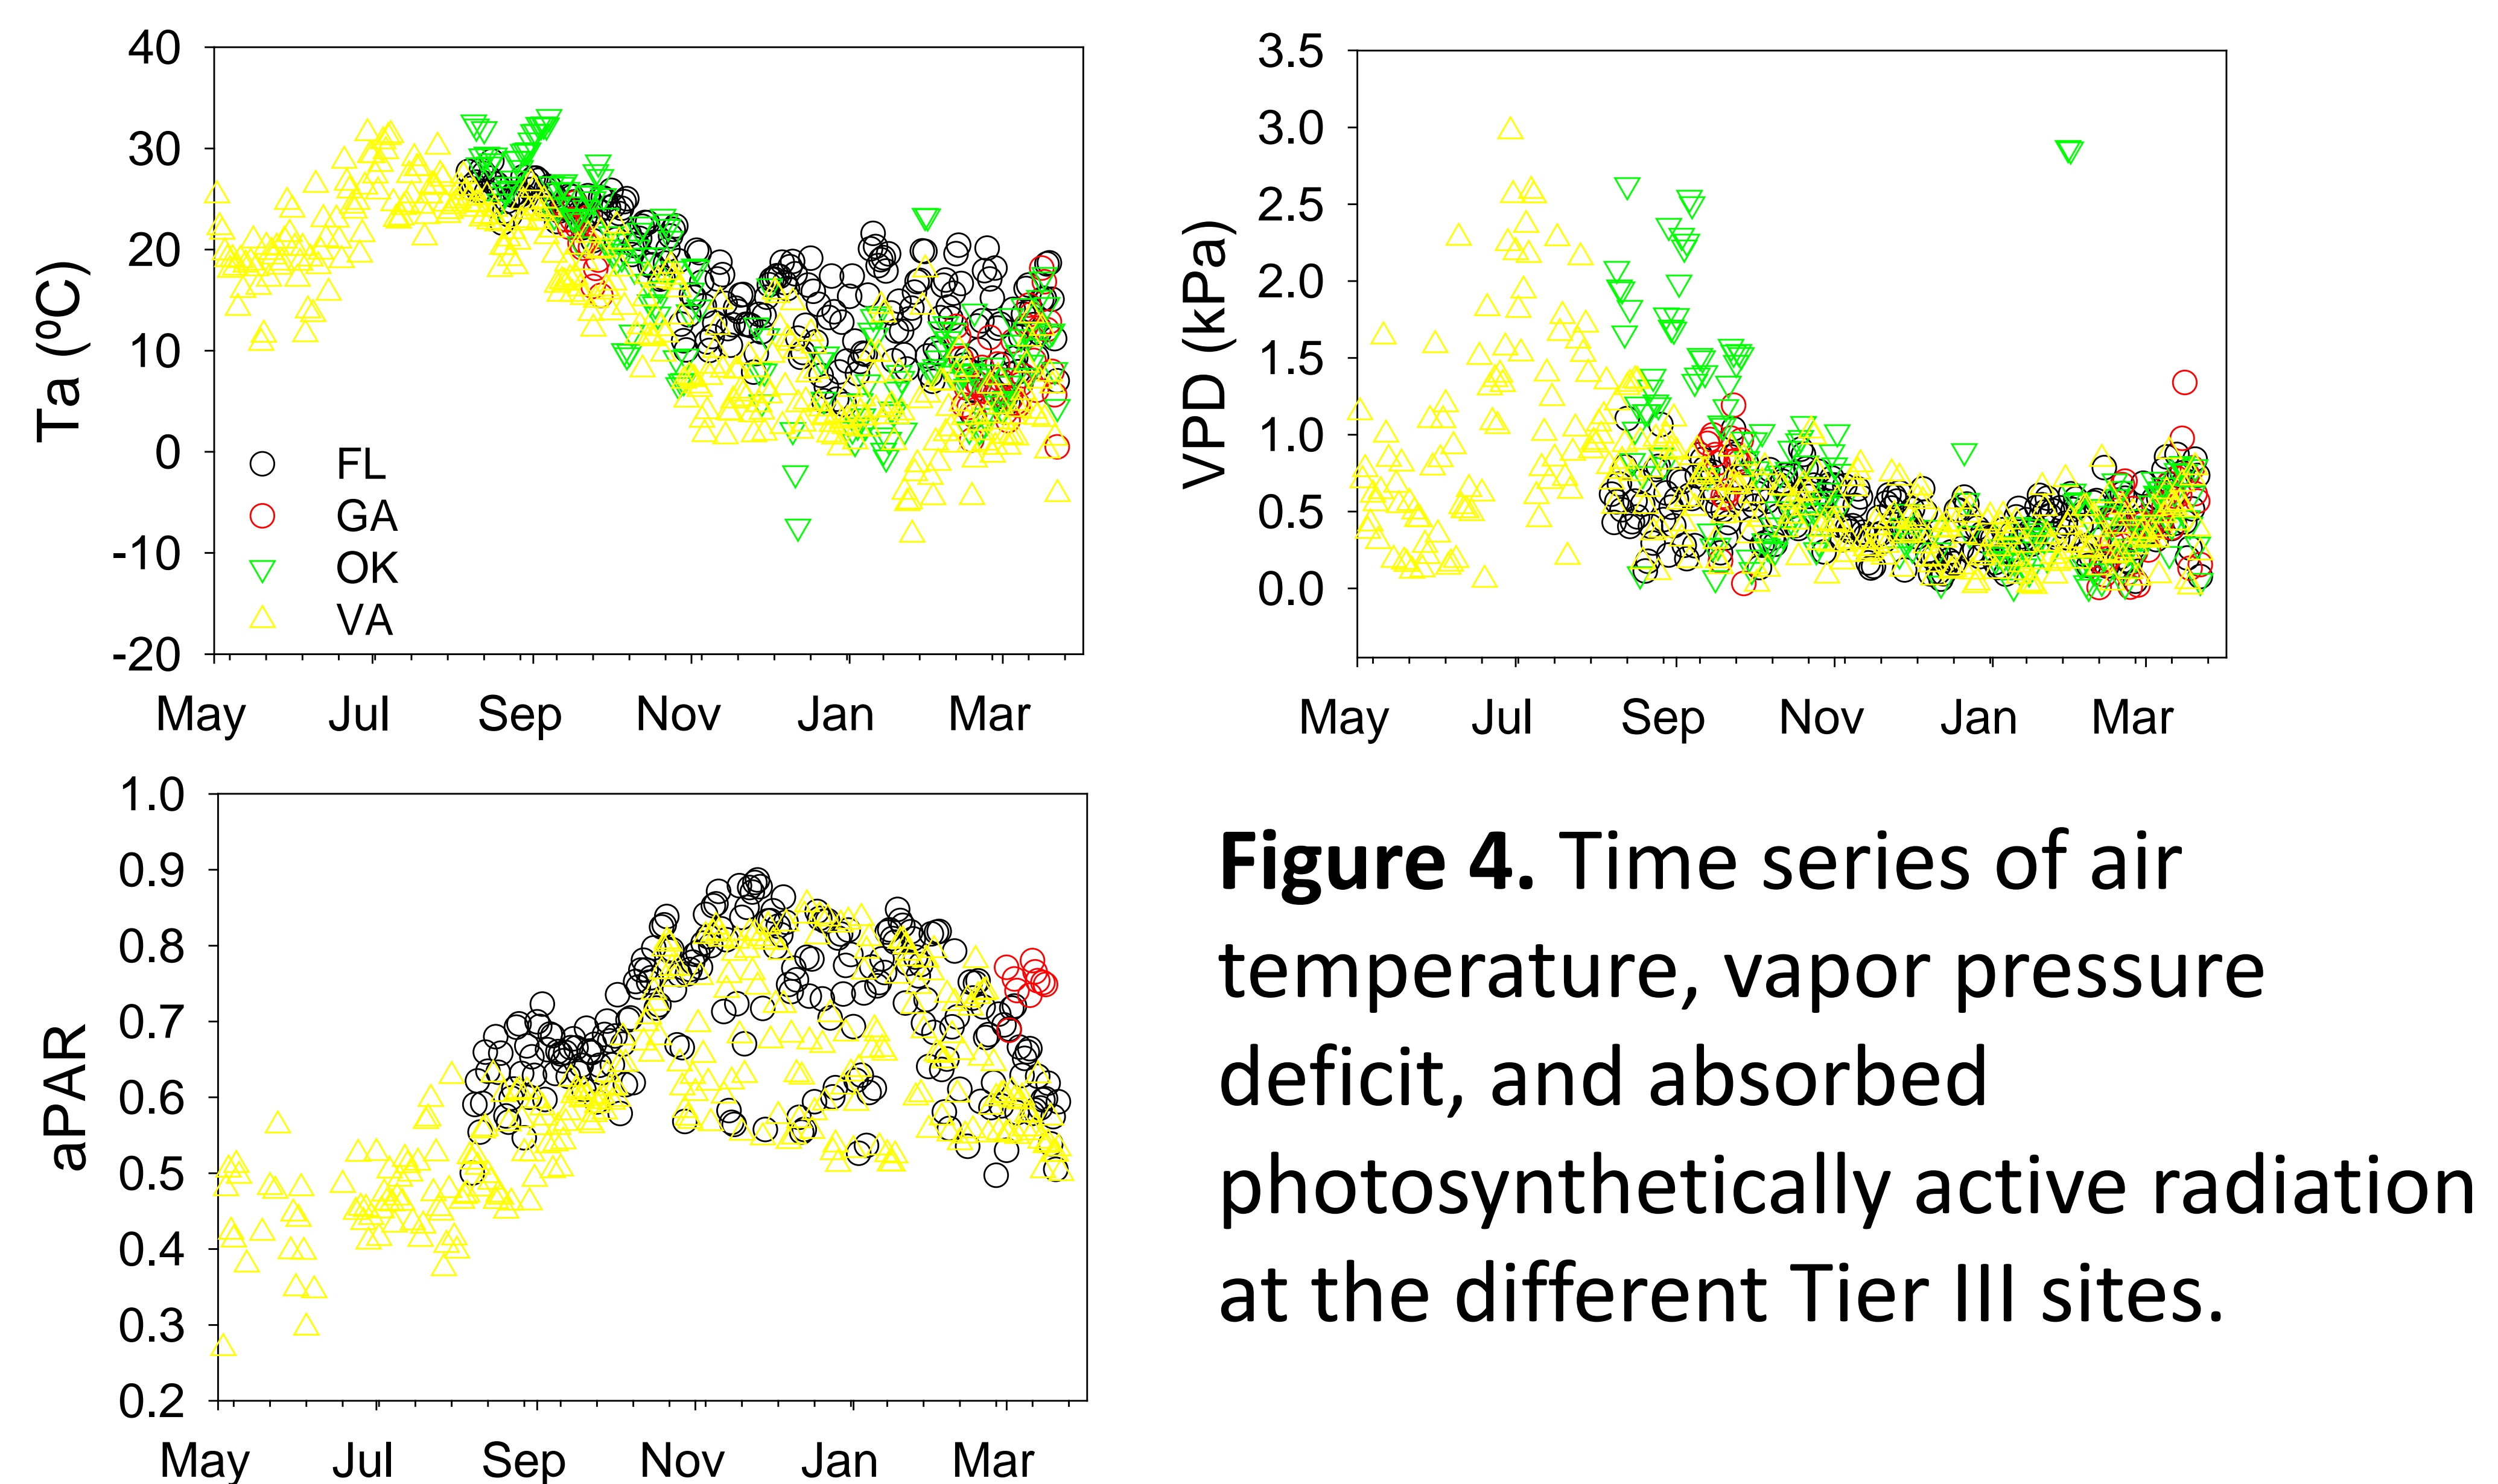 40
30
20
10
0
-10
-20
Ta (ºC)
FL
GA
OK
VA
May Jul Sep Nov Jan Mar
3.5
3.0
2.5
2.0
1.5
1.0
0.5
0.0
VPD (kPa)
May Jul Sep Nov Jan Mar
1.0
0.9
0.8
0.7
0.6
0.5
0.4
0.3
0.2
aPAR
May Jul Sep Nov Jan Mar
Figure 4. Time series of air
temperature, vapor pressure
deficit, and absorbed
photosynthetically active radiation
at the different Tier III sites.